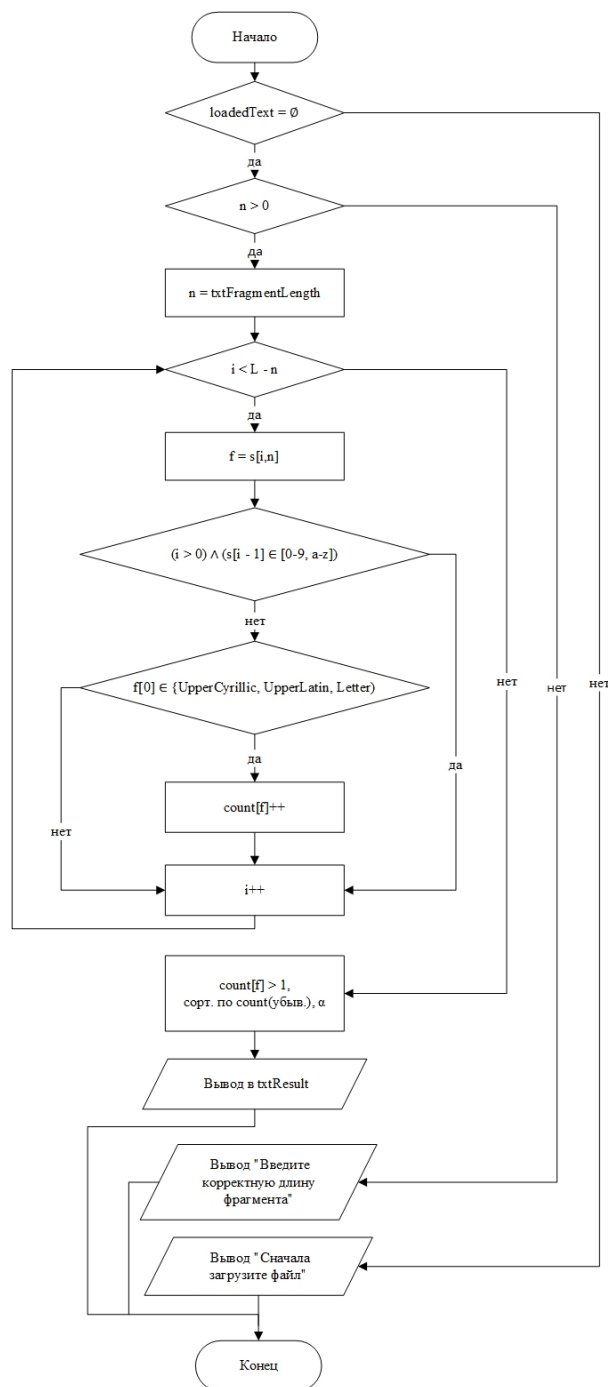 Начало
loadedText = Ø
да
n > 0
да
n = txtFragmentLength
i < L - n
да
f = s[i,n]
(i > 0) ∧ (s[i - 1] ∈ [0-9, a-z])
нет
f[0] ∈ {UpperCyrillic, UpperLatin, Letter)
нет
нет
нет
да
да
count[f]++
нет
i++
count[f] > 1,
сорт. по count(убыв.), α
Вывод в txtResult
Вывод "Введите
корректную длину
фрагмента"
Вывод "Сначала
загрузите файл"
Конец